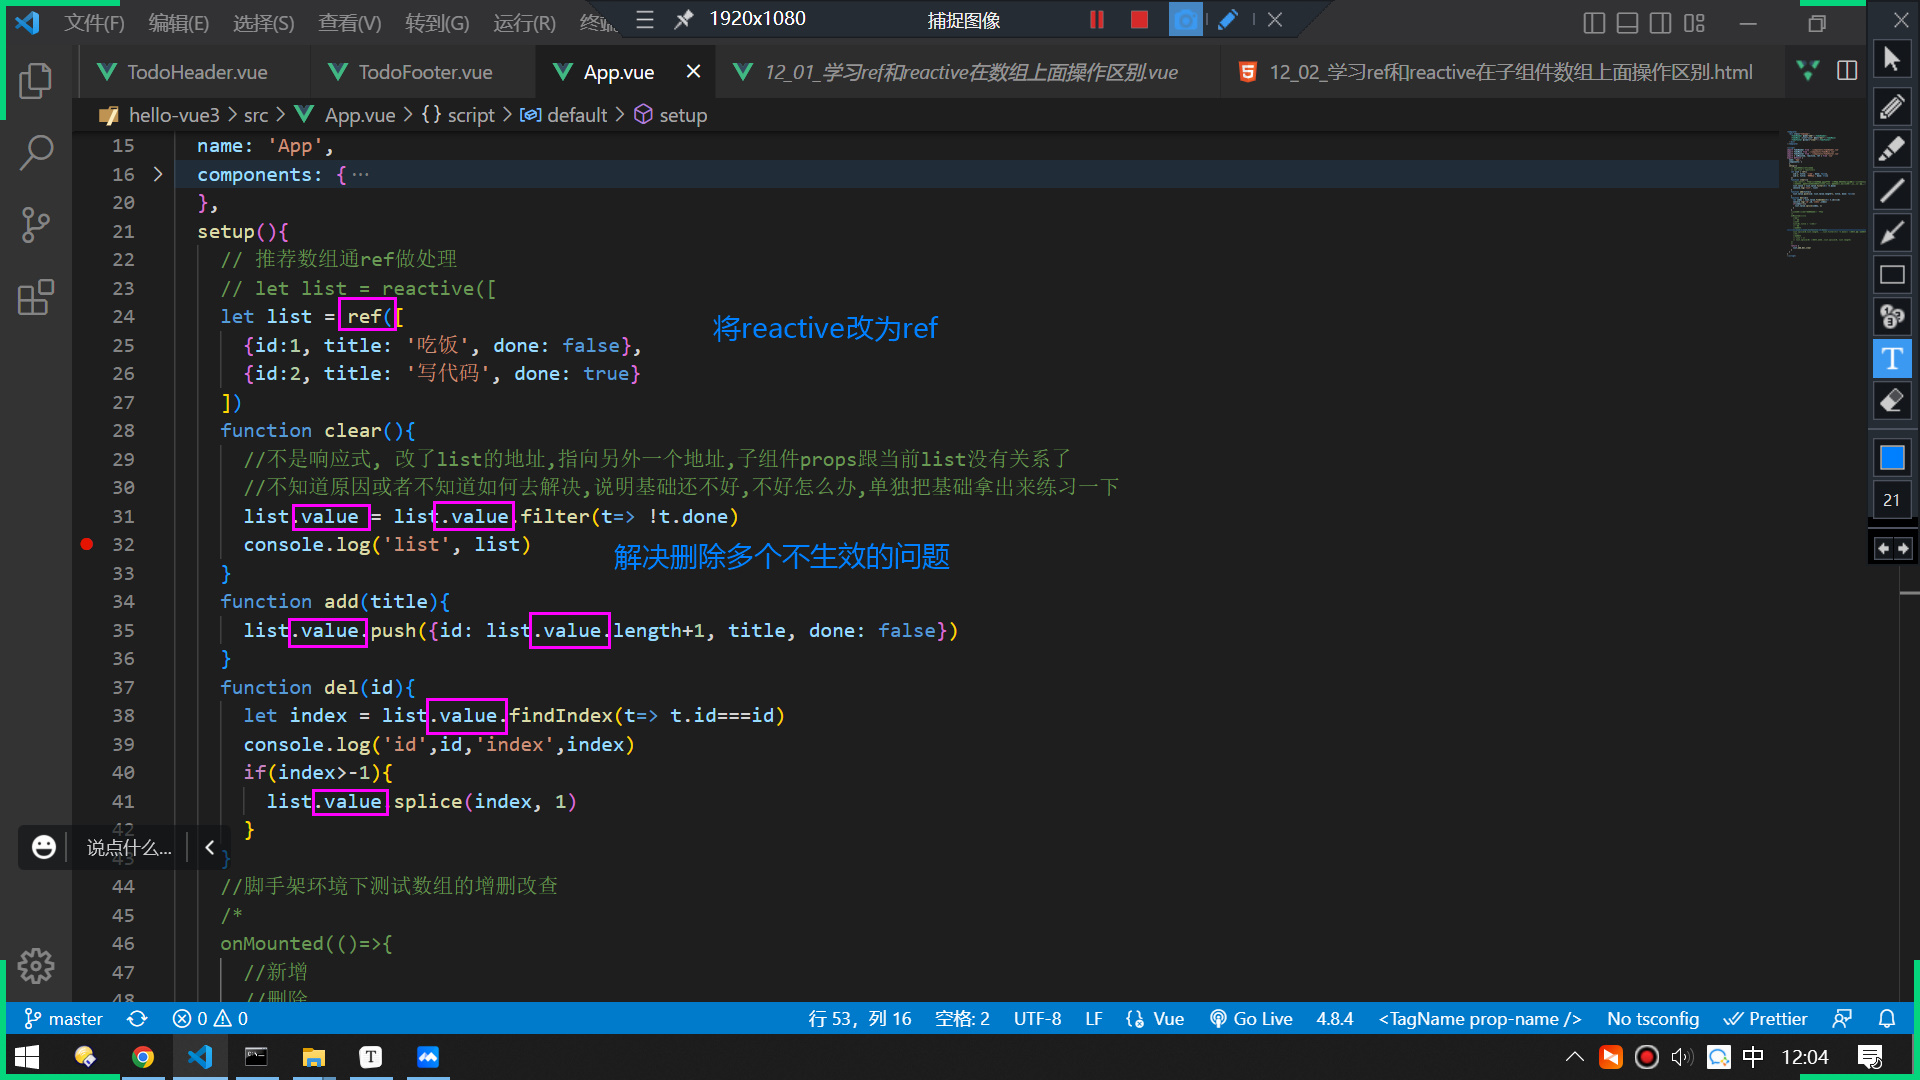 文件(F) 编辑(E) 选择(S) 查看(V) 转到(G) 运行(R) 终端
1920x1080 捕捉图像
TodoHeader.vue TodoFooter.vue App.vue 12_01_学习ref和reactive在数组上面操作区别.vue 12_02_学习ref和reactive在子组件数组上面操作区别.html
hello-vue3 > src > App.vue > {} script > default > setup
15 name: 'App',
16 components: { ···
20 },
21 setup(){
22 // 推荐数组通ref做处理
23 // let list = reactive([
24 let list = ref([
将reactive改为ref
25 {id:1, title: '吃饭', done: false},
26 {id:2, title: '写代码', done: true}
27 ])
28 function clear(){
29 //不是响应式, 改了list的地址,指向另外一个地址,子组件props跟当前list没有关系了
30 //不知道原因或者不知道如何去解决,说明基础还不好,不好怎么办,单独把基础拿出来练习一下
31 list.value = list.value.filter(t=> !t.done)
32 console.log('list', list)
解决删除多个不生效的问题
33 }
34 function add(title){
35 list.value.push({id: list.value.length+1, title, done: false})
36 }
37 function del(id){
38 let index = list.value.findIndex(t=> t.id===id)
39 console.log('id',id,'index',index)
40 if(index>-1){
41 list.value.splice(index, 1)
42 }
说点什么...
43 }
44 //脚手架环境下测试数组的增删改查
45 /*
46 onMounted(()=>{
47 //新增
48 //删除
T
21
master 0 0 行 53，列 16 空格: 2 UTF-8 LF Vue Go Live 4.8.4 <TagName prop-name /> No tsconfig Prettier
T 中 12:04